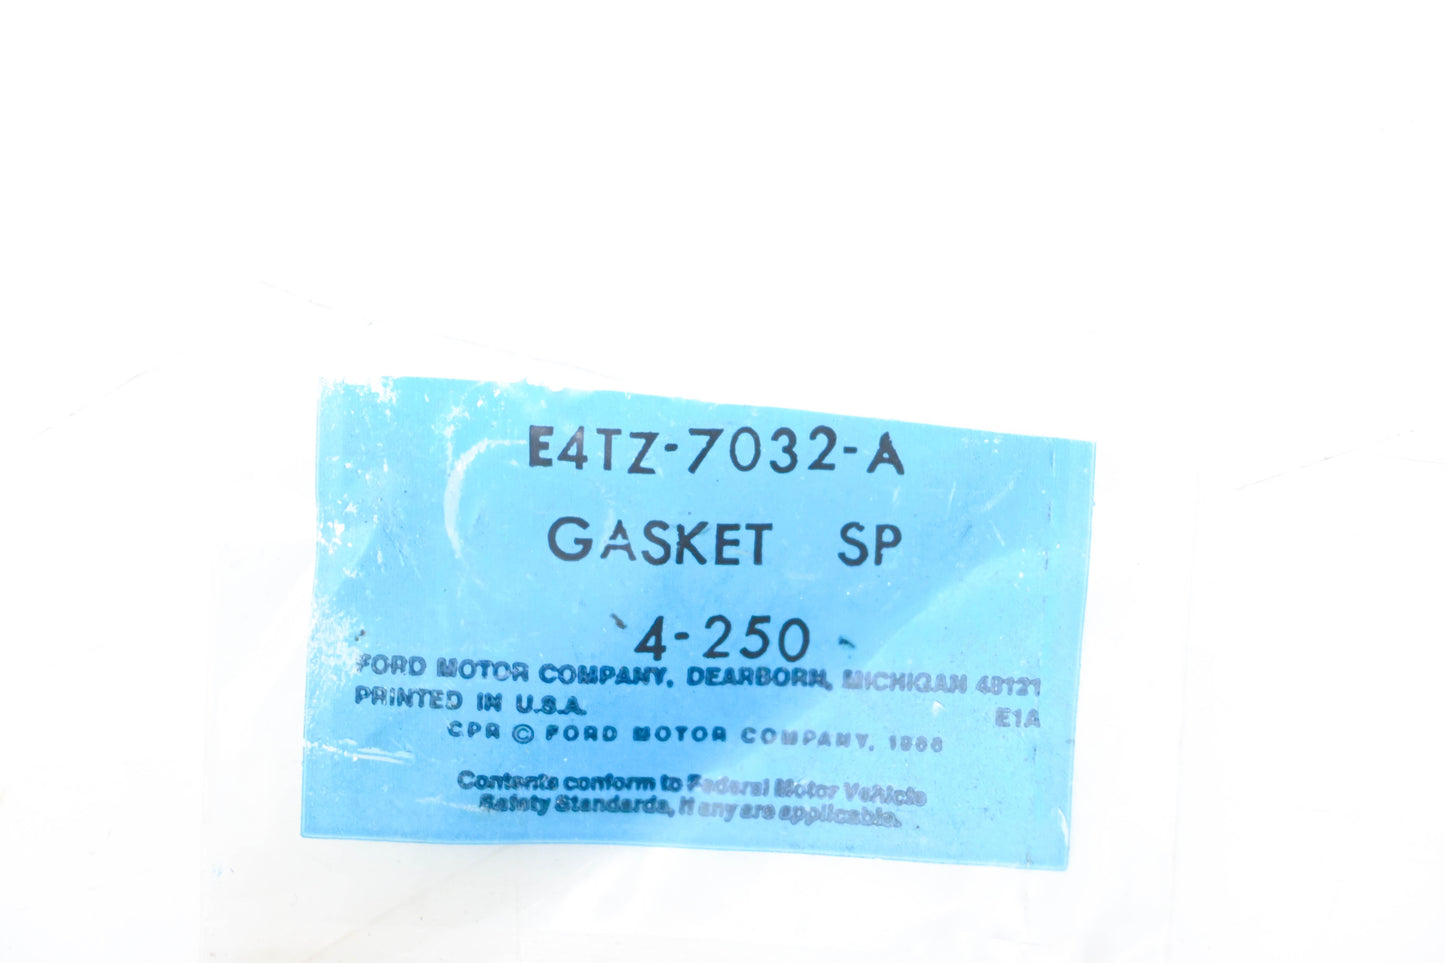 E4TZ-7032-A
GASKET SP
4-250
FORD MOTOR COMPANY, DEARBORN, MICHIGAN 48121
PRINTED IN U.S.A. E1A
CPR © FORD MOTOR COMPANY,
Contents conform to Federal Motor Vehicle
Safety Standards, if any are applicable.